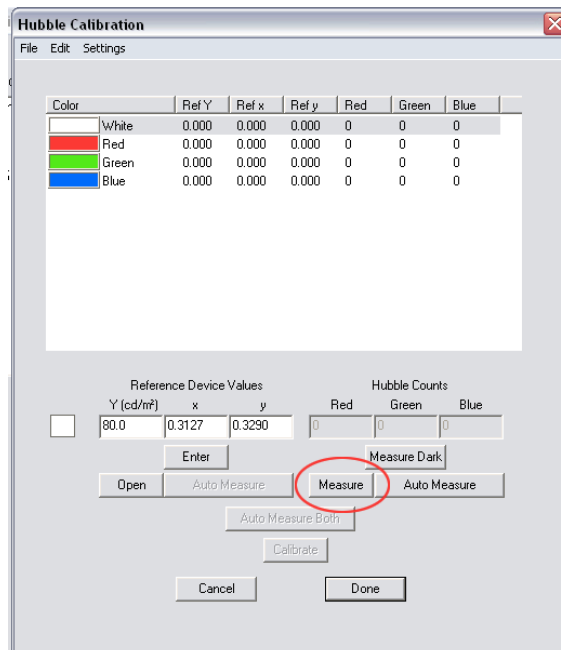 Hubble Calibration
File Edit Settings
Color Ref Y Ref x Ref y Red Green Blue
White 0.000 0.000 0.000 0 0 0
Red 0.000 0.000 0.000 0 0 0
Green 0.000 0.000 0.000 0 0 0
Blue 0.000 0.000 0.000 0 0 0
Reference Device Values Hubble Counts
Y (cd/m²) x y Red Green Blue
80.0 0.3127 0.3290 0 0 0
Enter Measure Dark
Open Auto Measure Measure Auto Measure
Auto Measure Both
Calibrate
Cancel Done